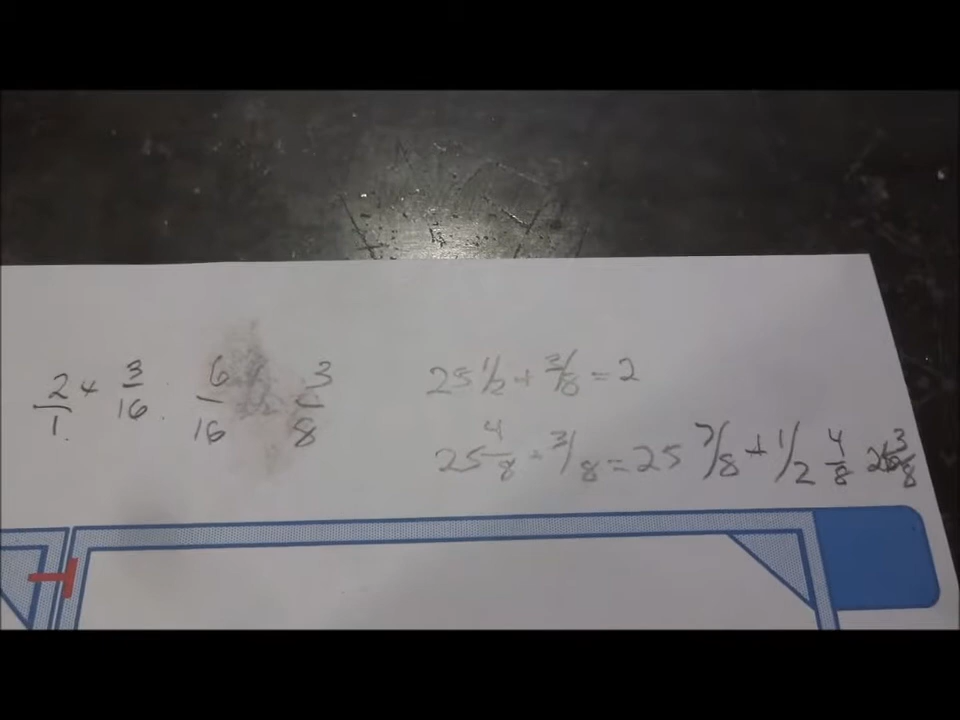 2/1 × 3/16 6/16 3/8
25 1/2 + 3/8 = 2
25 4/8 + 3/8 = 25 7/8 + 1/2 4/8 3/8